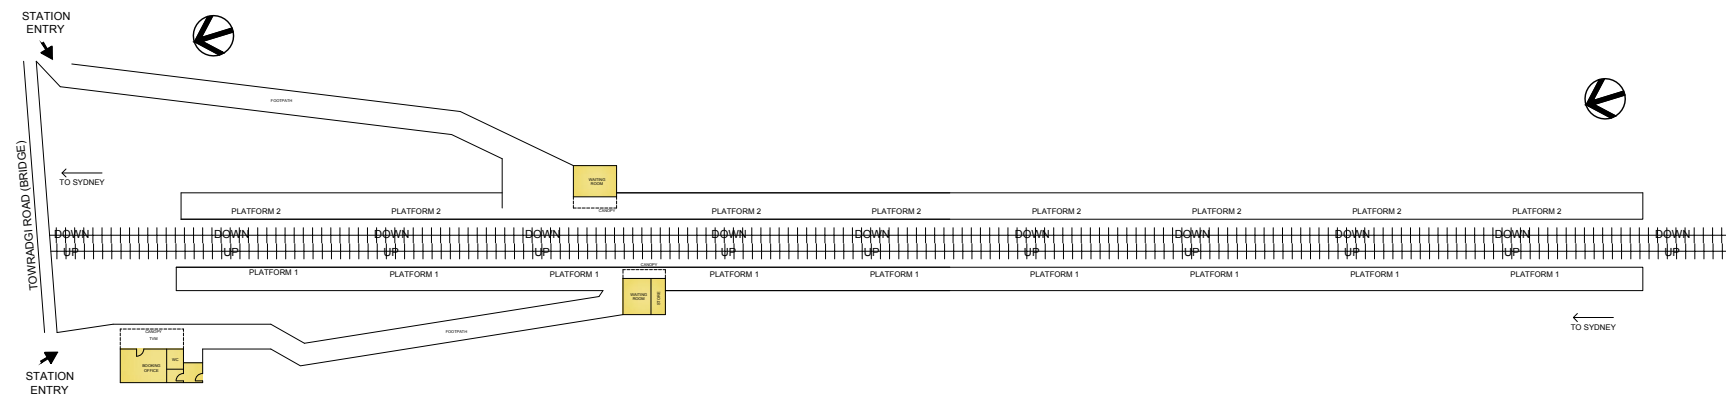 STATION
ENTRY
FOOTPATH
TOWRADGI ROAD (BRIDGE)
TO SYDNEY
WAITING
ROOM
CANOPY
PLATFORM 2 PLATFORM 2 PLATFORM 2 PLATFORM 2 PLATFORM 2 PLATFORM 2 PLATFORM 2 PLATFORM 2
DOWN DOWN DOWN DOWN DOWN DOWN DOWN DOWN DOWN DOWN DOWN
UP UP UP UP UP UP UP UP UP UP UP
CANOPY
PLATFORM 1 PLATFORM 1 PLATFORM 1 PLATFORM 1 PLATFORM 1 PLATFORM 1 PLATFORM 1 PLATFORM 1 PLATFORM 1
WAITING
ROOM
STORE
TO SYDNEY
FOOTPATH
CANOPY
TVM
WC
BOOKING
OFFICE
STATION
ENTRY